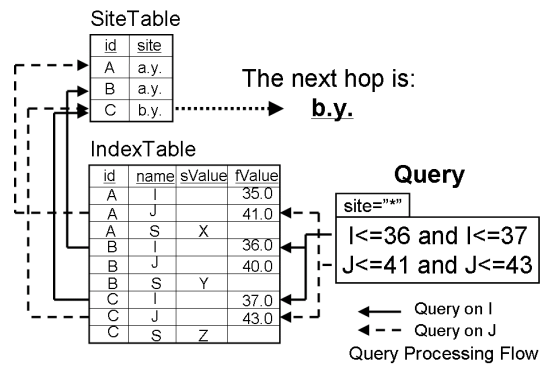 SiteTable
id site
A a.y.
B a.y.
C b.y.
The next hop is:
b.y.
IndexTable
id name sValue fValue
A I 35.0
A J 41.0
A S X
B I 36.0
B J 40.0
B S Y
C I 37.0
C J 43.0
C S Z
Query
site="*"
I<=36 and I<=37
J<=41 and J<=43
Query on I
Query on J
Query Processing Flow